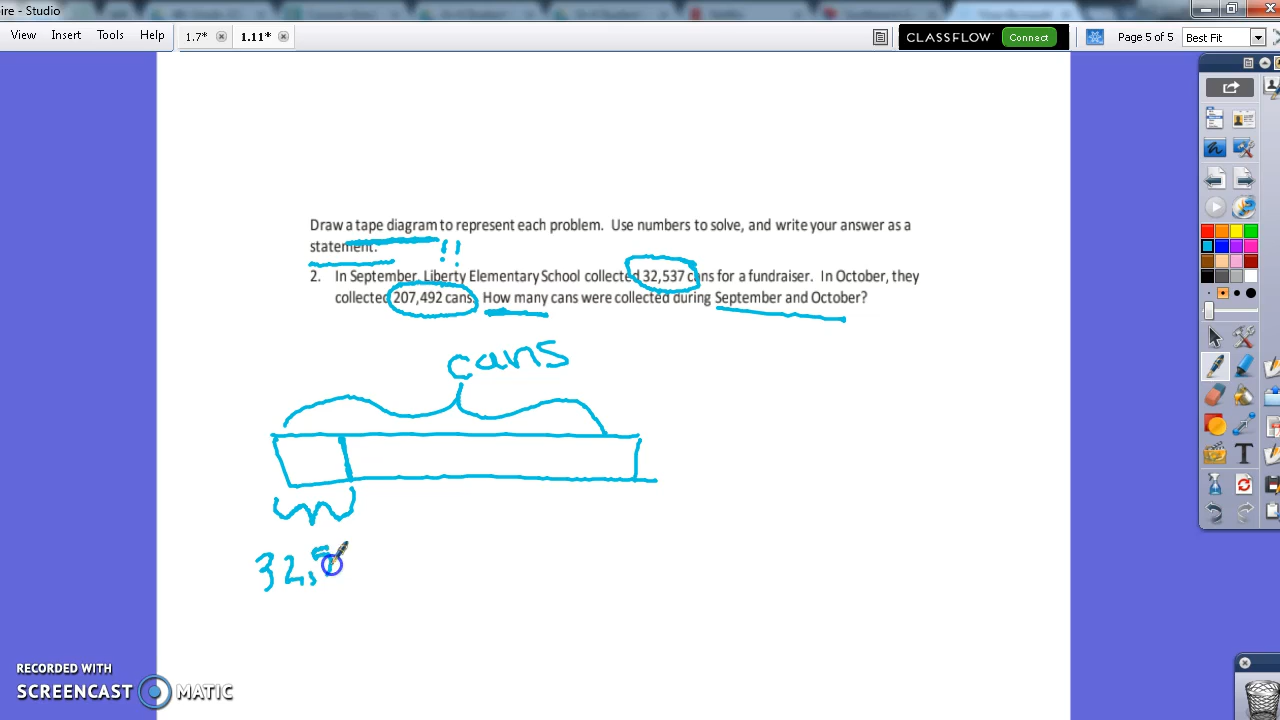 ire - Studio
View Insert Tools Help 1.7* 1.11* CLASSFLOW Connect Page 5 of 5 Best Fit
Draw a tape diagram to represent each problem. Use numbers to solve, and write your answer as a
statement.
!!
2. In September, Liberty Elementary School collected 32,537 cans for a fundraiser. In October, they
collected 207,492 cans. How many cans were collected during September and October?
cans
32,5
T
RECORDED WITH
SCREENCAST MATIC